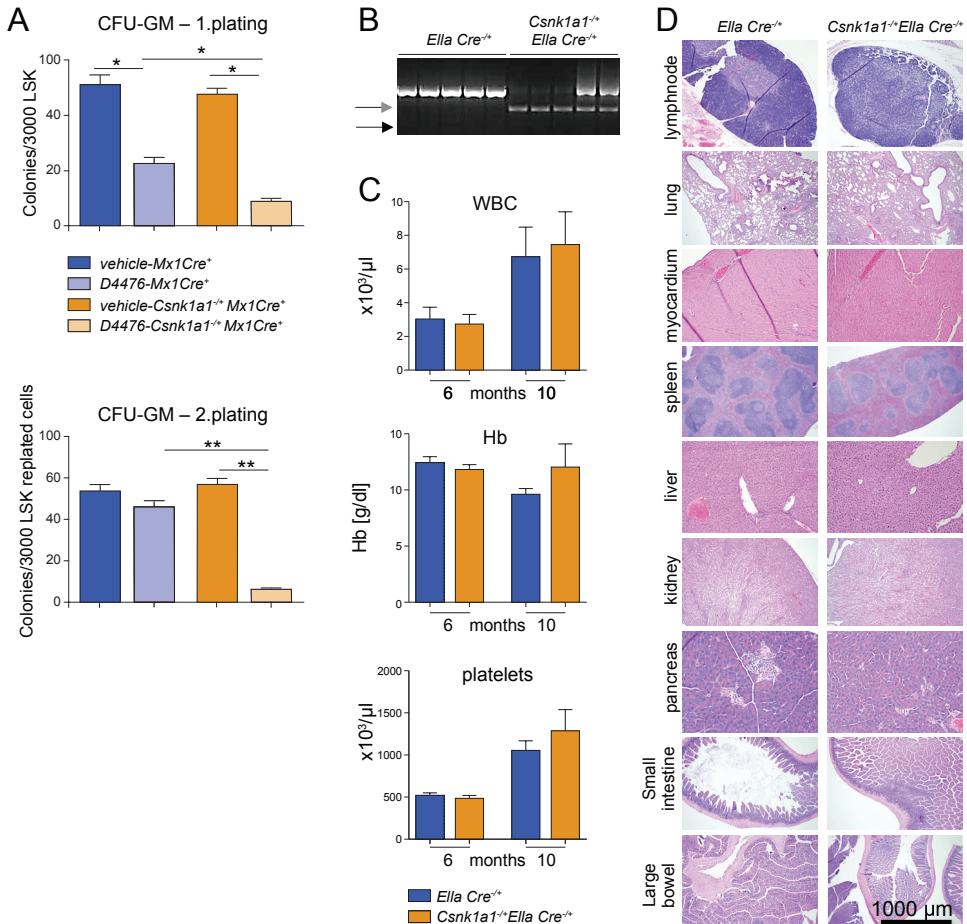 A
CFU-GM – 1.plating
Colonies/3000 LSK
60
40
20
0
*
*
*
vehicle-Mx1Cre⁺
D4476-Mx1Cre⁺
vehicle-Csnk1a1⁻/⁺ Mx1Cre⁺
D4476-Csnk1a1⁻/⁺ Mx1Cre⁺
CFU-GM – 2.plating
Colonies/3000 LSK replated cells
80
60
40
20
0
**
**
B
Ella Cre⁻/⁺
Csnk1a1⁻/⁺
Ella Cre⁻/⁺
C
WBC
x10³/µl
10
8
6
4
2
0
6 months 10
Hb
Hb [g/dl]
10
12
10
12
0
6 months 10
platelets
x10³/µl
2000
1500
1000
500
0
6 months 10
Ella Cre⁻/⁺
Csnk1a1⁻/⁺Ella Cre⁻/⁺
D
Ella Cre⁻/⁺
Csnk1a1⁻/⁺Ella Cre⁻/⁺
lymphnode
lung
myocardium
spleen
liver
kidney
pancreas
Small
intestine
Large
bowel
1000 µm